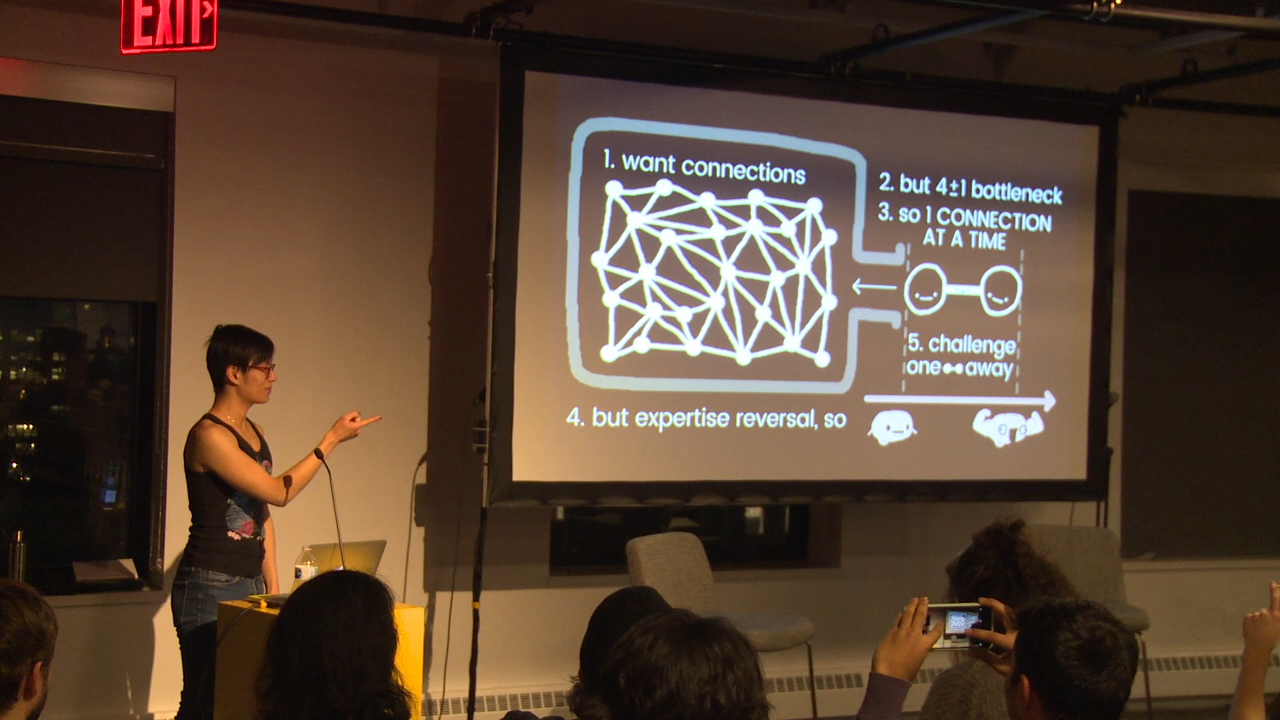 EXIT
1. want connections
2. but 4±1 bottleneck
3. so 1 CONNECTION
AT A TIME
5. challenge
one away
4. but expertise reversal, so